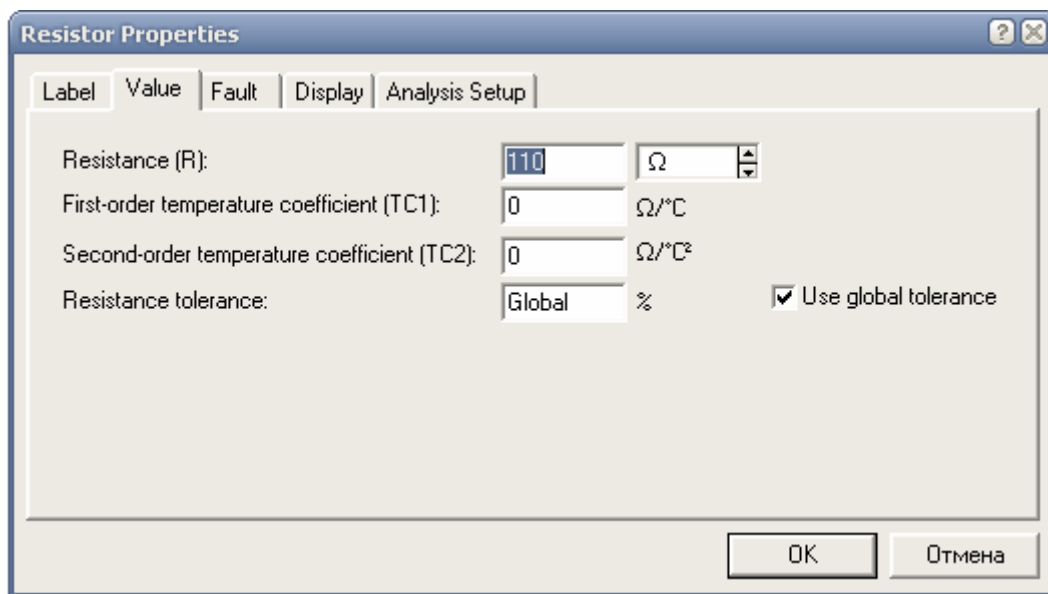 Resistor Properties
Label Value Fault Display Analysis Setup
Resistance (R): 110 Ω
First-order temperature coefficient (TC1): 0 Ω/°C
Second-order temperature coefficient (TC2): 0 Ω/°C²
Resistance tolerance: Global % Use global tolerance
OK Отмена